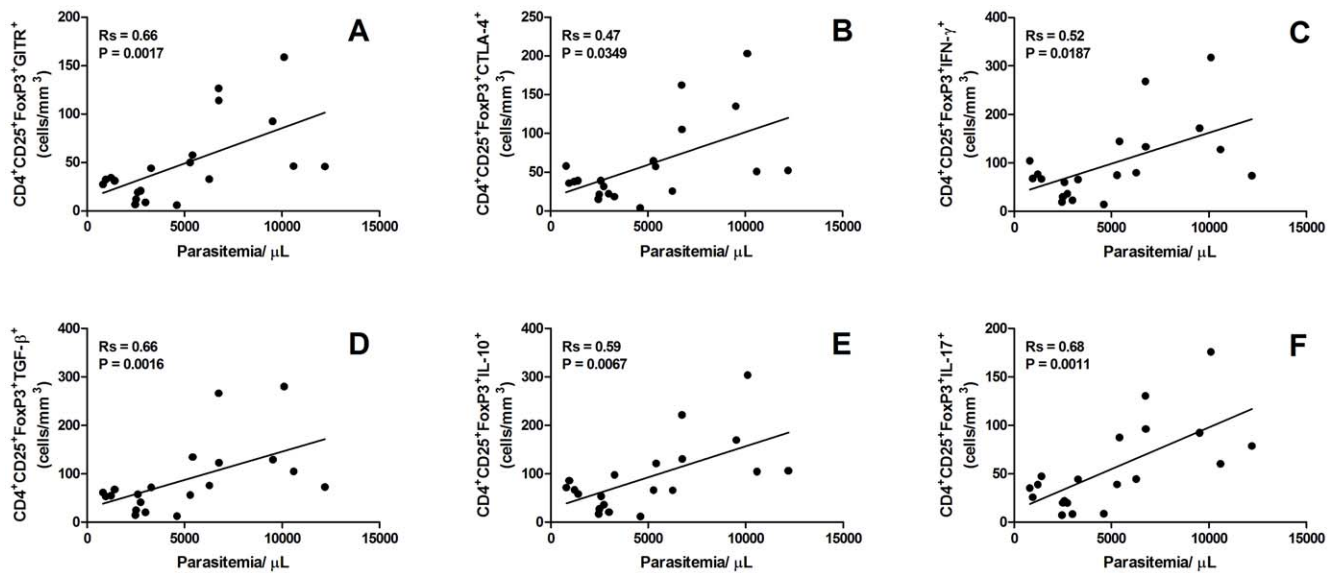 CD4⁺CD25⁺FoxP3⁺GITR⁺
(cells/mm³)
200
150
100
50
0
Rs = 0.66
P = 0.0017
A
0 5000 10000 15000
Parasitemia/ μL
CD4⁺CD25⁺FoxP3⁺CTLA-4⁺
(cells/mm³)
250
200
150
100
50
0
Rs = 0.47
P = 0.0349
B
0 5000 10000 15000
Parasitemia/ μL
CD4⁺CD25⁺FoxP3⁺IFN-γ⁺
(cells/mm³)
400
300
200
100
0
Rs = 0.52
P = 0.0187
C
0 5000 10000 15000
Parasitemia/ μL
CD4⁺CD25⁺FoxP3⁺TGF-β⁺
(cells/mm³)
400
300
200
100
0
Rs = 0.66
P = 0.0016
D
0 5000 10000 15000
Parasitemia/ μL
CD4⁺CD25⁺FoxP3⁺IL-10⁺
(cells/mm³)
400
300
200
100
0
Rs = 0.59
P = 0.0067
E
0 5000 10000 15000
Parasitemia/ μL
CD4⁺CD25⁺FoxP3⁺IL-17⁺
(cells/mm³)
200
150
100
50
0
Rs = 0.68
P = 0.0011
F
0 5000 10000 15000
Parasitemia/ μL